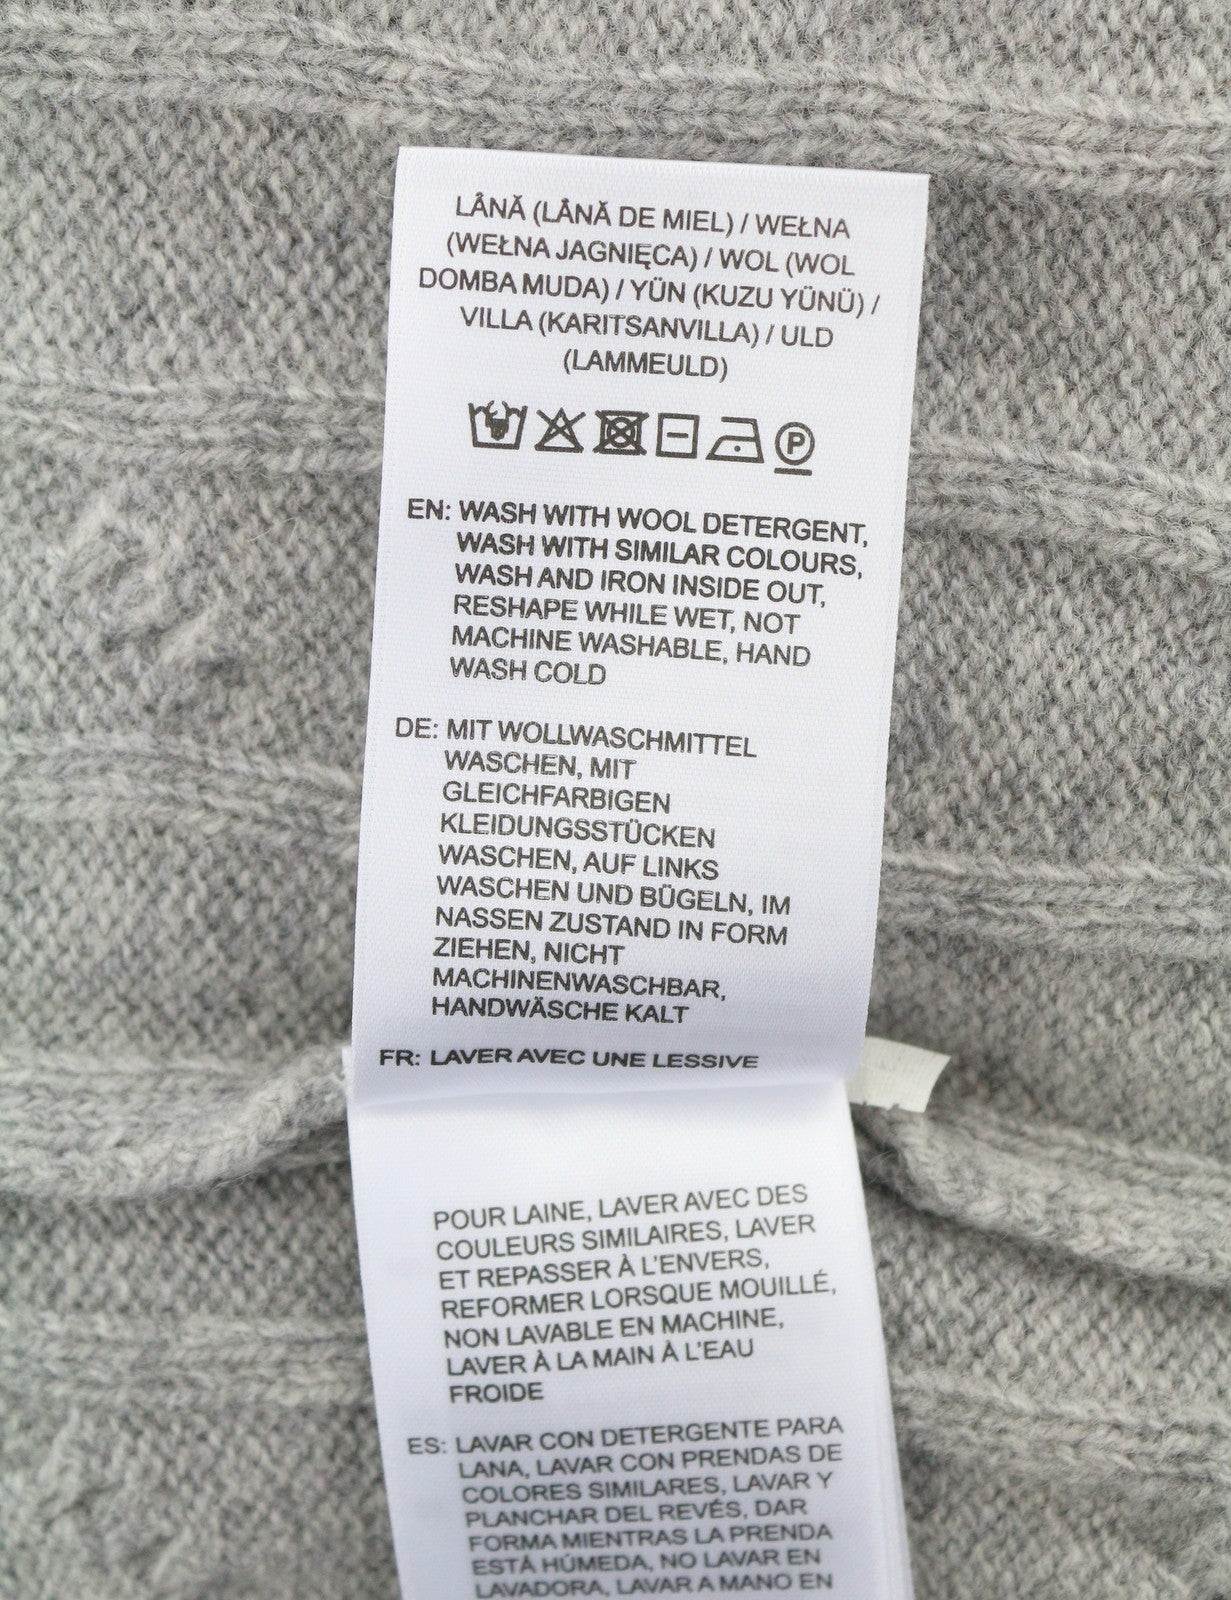 LÂNĂ (LÂNĂ DE MIEL) / WEŁNA
(WEŁNA JAGNIĘCA) / WOL (WOL
DOMBA MUDA) / YÜN (KUZU YÜNÜ) /
VILLA (KARITSANVILLA) / ULD
(LAMMEULD)
P
EN: WASH WITH WOOL DETERGENT,
WASH WITH SIMILAR COLOURS,
WASH AND IRON INSIDE OUT,
RESHAPE WHILE WET, NOT
MACHINE WASHABLE, HAND
WASH COLD
DE: MIT WOLLWASCHMITTEL
WASCHEN, MIT
GLEICHFARBIGEN
KLEIDUNGSSTÜCKEN
WASCHEN, AUF LINKS
WASCHEN UND BÜGELN, IM
NASSEN ZUSTAND IN FORM
ZIEHEN, NICHT
MACHINENWASCHBAR,
HANDWÄSCHE KALT
FR: LAVER AVEC UNE LESSIVE
POUR LAINE, LAVER AVEC DES
COULEURS SIMILAIRES, LAVER
ET REPASSER À L'ENVERS,
REFORMER LORSQUE MOUILLÉ,
NON LAVABLE EN MACHINE,
LAVER À LA MAIN À L'EAU
FROIDE
ES: LAVAR CON DETERGENTE PARA
LANA, LAVAR CON PRENDAS DE
COLORES SIMILARES, LAVAR Y
PLANCHAR DEL REVÉS, DAR
FORMA MIENTRAS LA PRENDA
ESTÁ HÚMEDA, NO LAVAR EN
LAVADORA, LAVAR A MANO EN